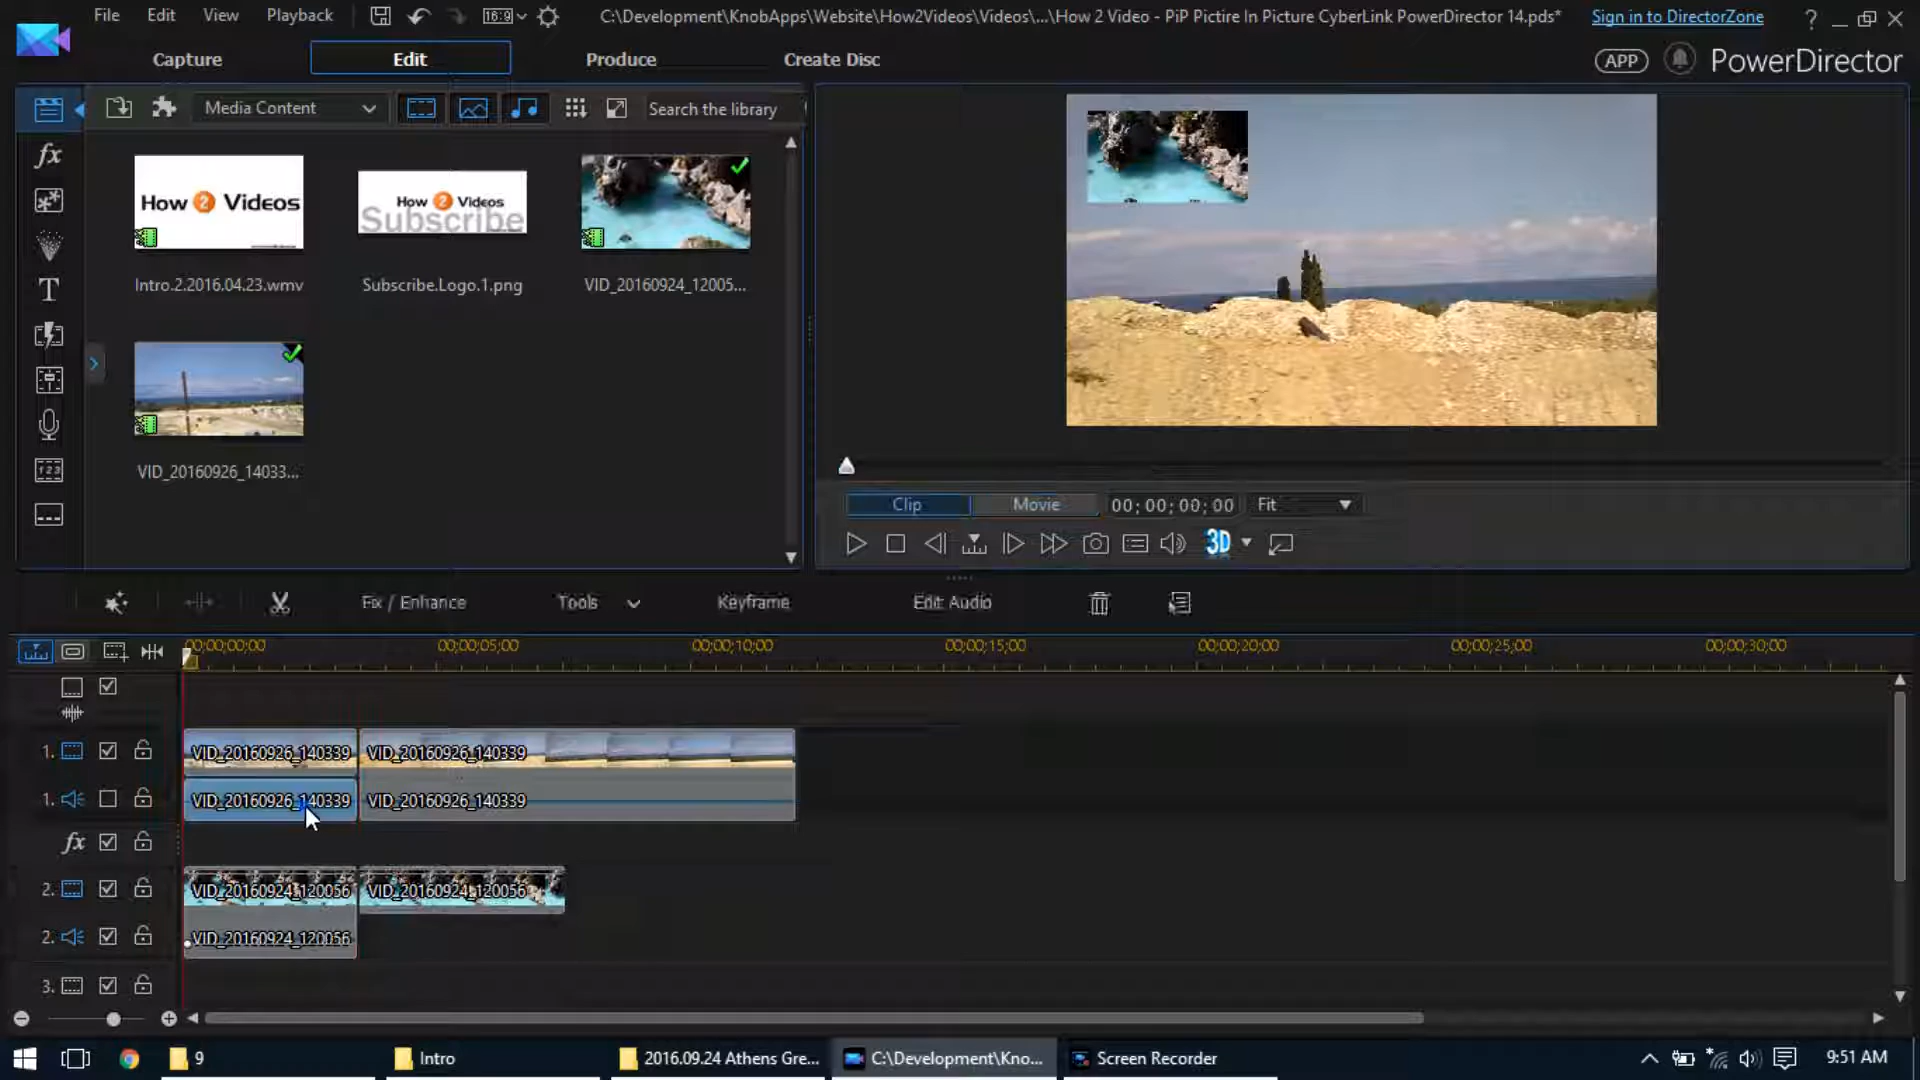 File Edit View Playback 16:9 C:\Development\KnobApps\Website\How2Videos\Videos\...\How 2 Video - PiP Pictire In Picture CyberLink PowerDirector 14.pds* Sign in to DirectorZone ?
Capture Edit Produce Create Disc APP PowerDirector
Media Content Search the library
How 2 Videos
How 2 Videos
Subscribe
Intro.2.2016.04.23.wmv Subscribe.Logo.1.png VID_20160924_12005...
VID_20160926_14033...
fx
T
123
Clip Movie 00;00;00;00 Fit
3D
Fix / Enhance Tools Keyframe Edit Audio
00;00;00;00 00;00;05;00 00;00;10;00 00;00;15;00 00;00;20;00 00;00;25;00 00;00;30;00
1. VID_20160926_140339 VID_20160926_140339
1. VID_20160926_140339 VID_20160926_140339
fx
2. VID_20160924_120056 VID_20160924_120056
2. VID_20160924_120056
3.
9 Intro 2016.09.24 Athens Gre... C:\Development\Kno... Screen Recorder 9:51 AM